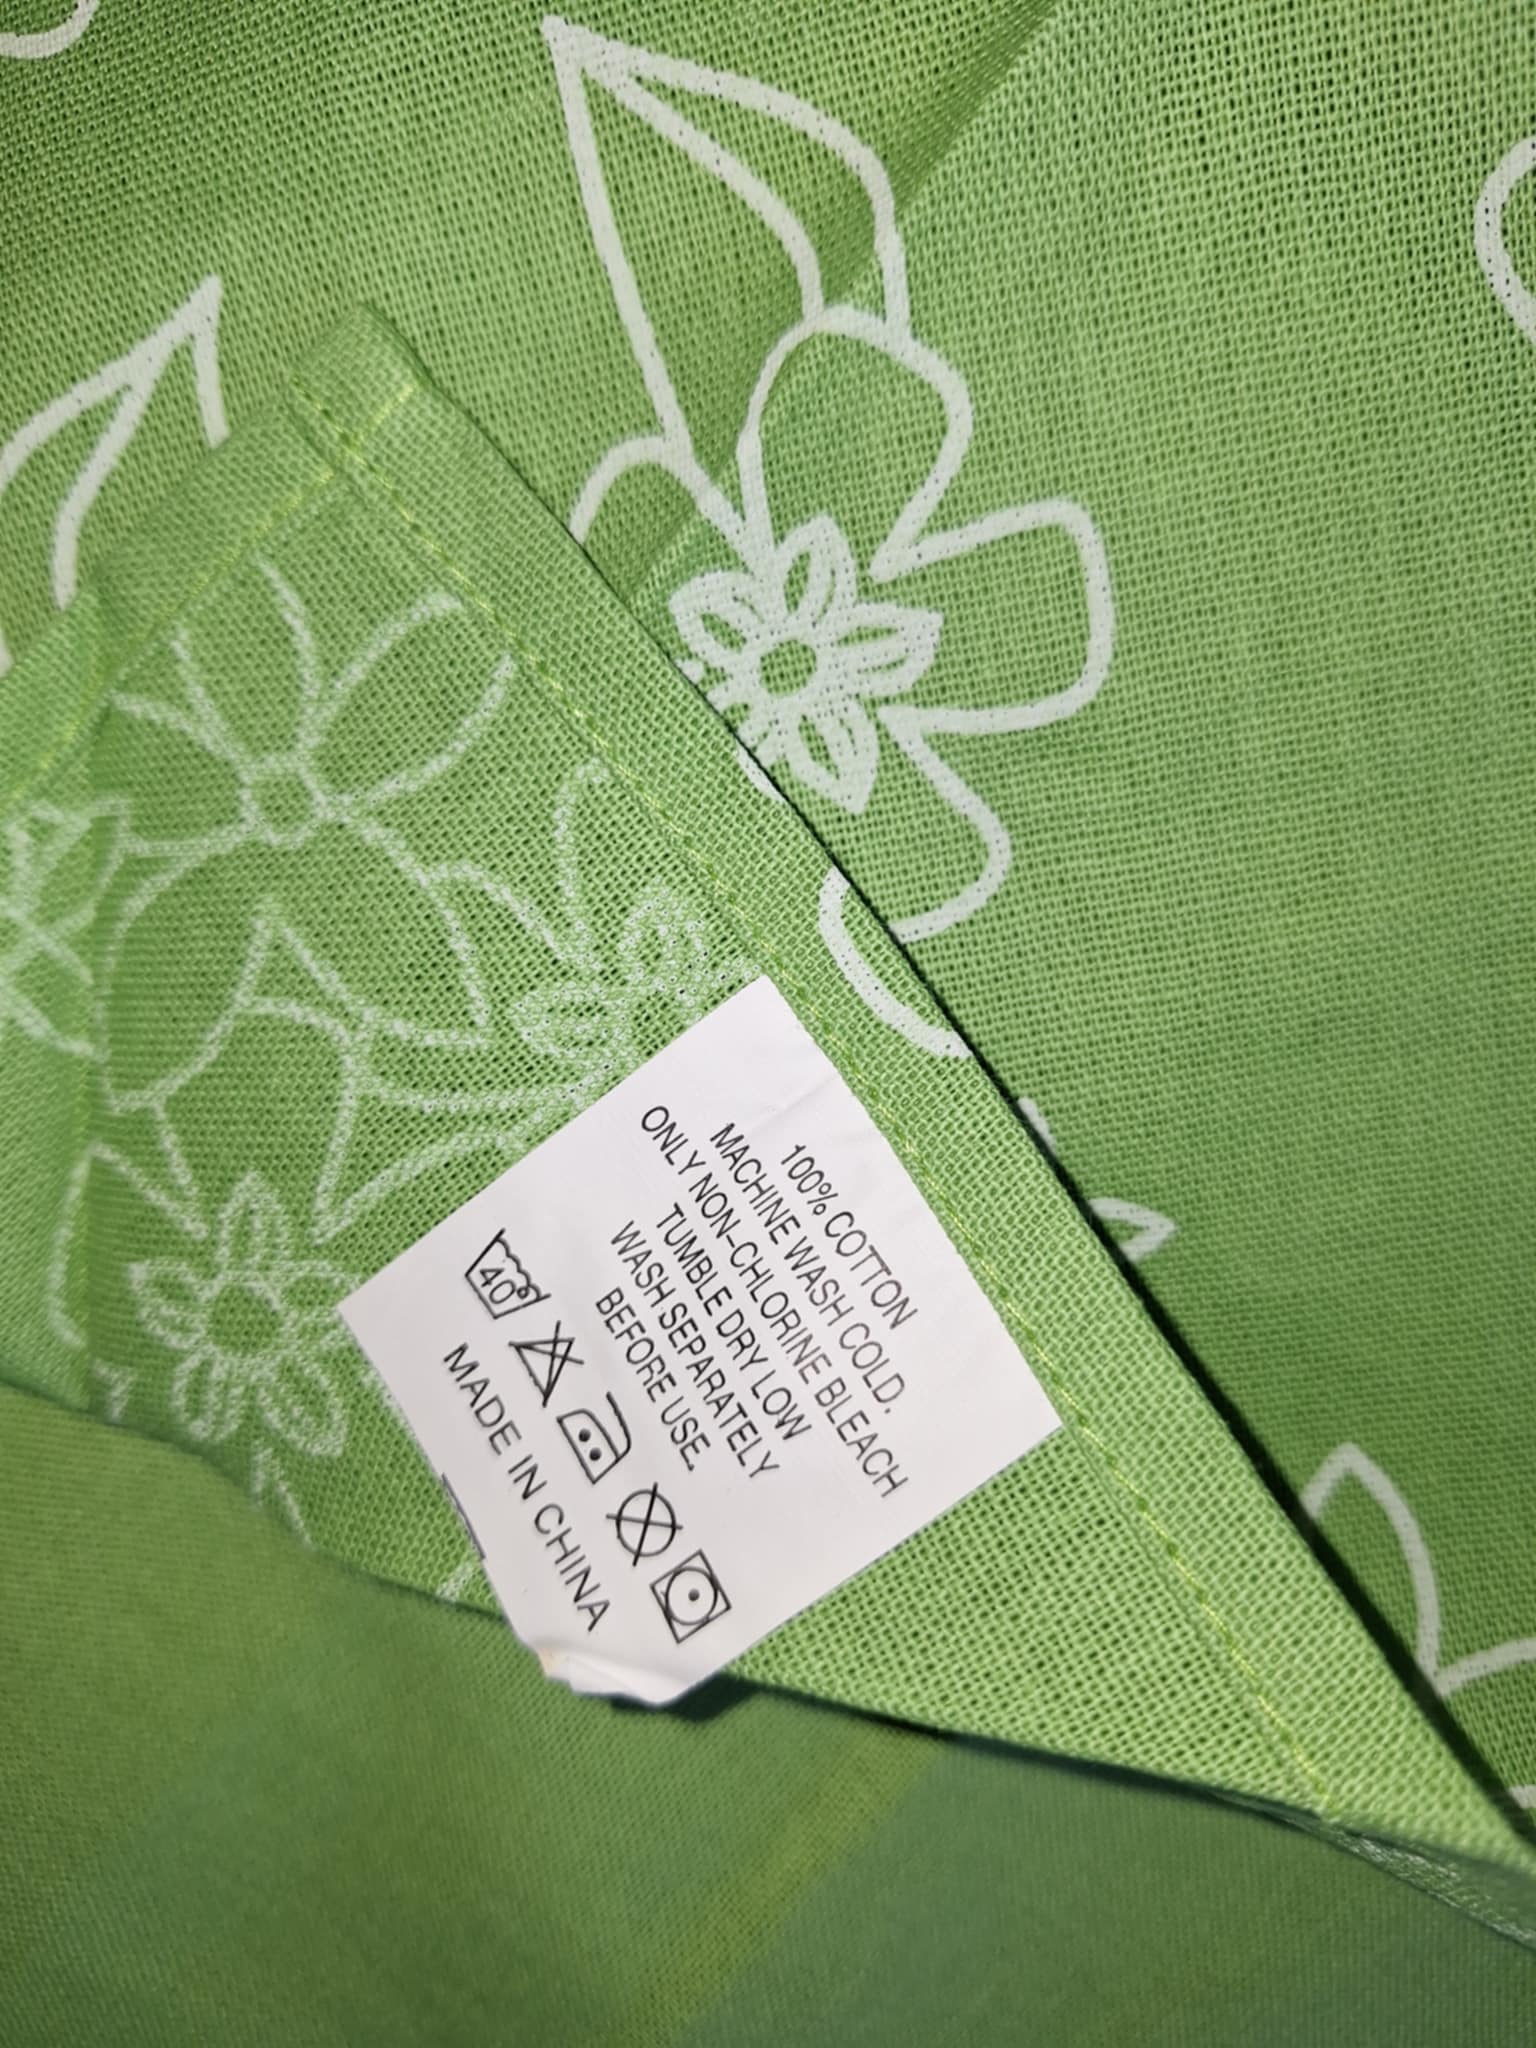 100% COTTON
MACHINE WASH COLD.
ONLY NON-CHLORINE BLEACH
TUMBLE DRY LOW
WASH SEPARATELY
BEFORE USE.
40
MADE IN CHINA